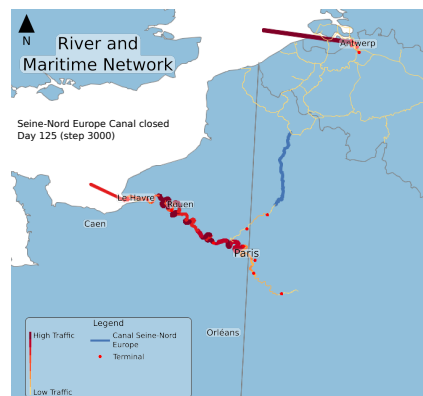 N
River and
Maritime Network
Antwerp
Seine-Nord Europe Canal closed
Day 125 (step 3000)
Le Havre
Rouen
Caen
Paris
Orléans
Legend
High Traffic
Canal Seine-Nord
Europe
Terminal
Low Traffic